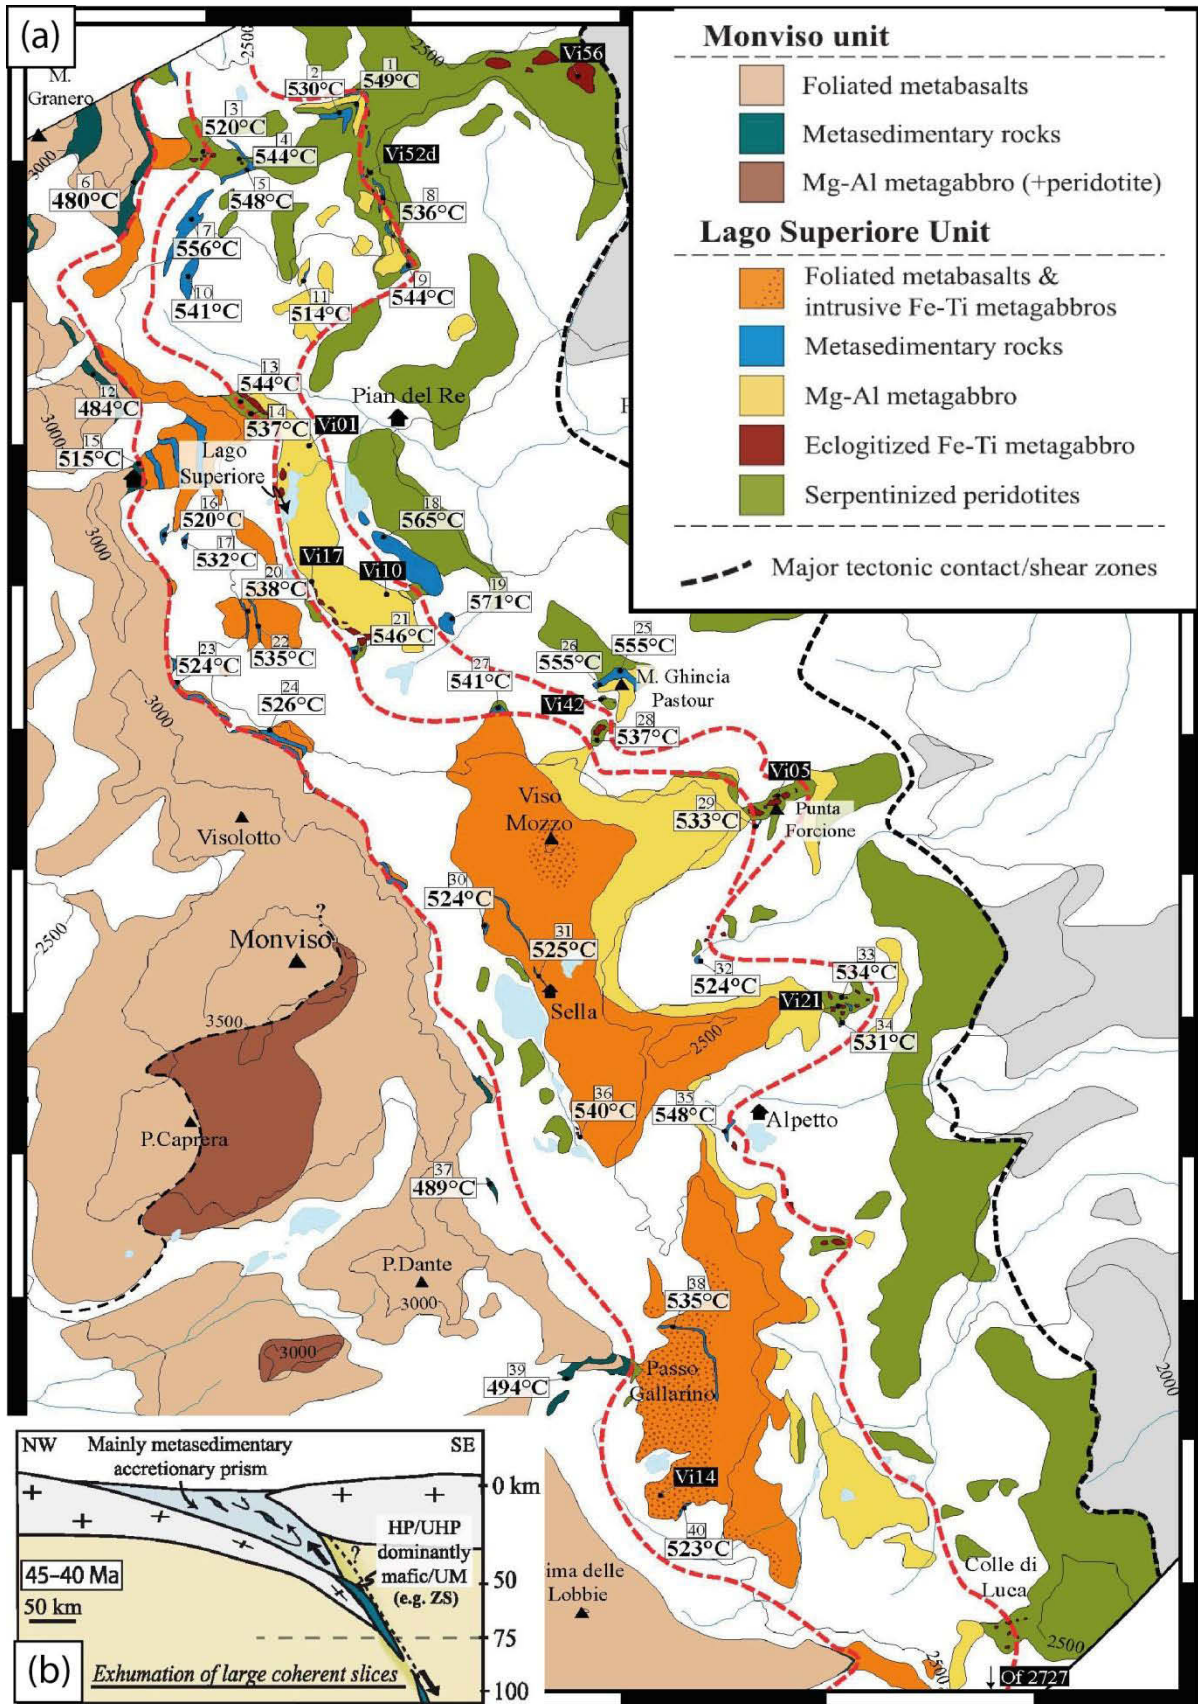 (a)
M.
Granero
2500
2
530°C
1
549°C
2500
Vi56
3
520°C
4
544°C
3000
6
480°C
5
548°C
Vi52d
7
556°C
8
536°C
10
541°C
11
514°C
9
544°C
3000
12
484°C
13
544°C
14
537°C
Vi01
Pian del Re
15
515°C
Lago
Superiore
16
520°C
17
532°C
18
565°C
3000
Vi17
Vi10
20
538°C
19
571°C
21
546°C
22
535°C
23
524°C
24
526°C
25
555°C
26
555°C
27
541°C
M. Ghincia
Pastour
Vi42
28
537°C
3000
Visolotto
Viso
Mozzo
29
533°C
Vi05
Punta
Forcione
30
524°C
31
525°C
2500
?
Monviso
32
524°C
33
534°C
Sella
Vi21
34
531°C
3500
2500
36
540°C
35
548°C
Alpetto
P.Caprera
37
489°C
P.Dante
3000
38
535°C
3000
39
494°C
Passo
Gallarino
2000
Vi14
40
523°C
ima delle
Lobbie
Colle di
Luca
2500
2500
Of 2727
Monviso unit
Foliated metabasalts
Metasedimentary rocks
Mg-Al metagabbro (+peridotite)
Lago Superiore Unit
Foliated metabasalts &
intrusive Fe-Ti metagabbros
Metasedimentary rocks
Mg-Al metagabbro
Eclogitized Fe-Ti metagabbro
Serpentinized peridotites
Major tectonic contact/shear zones
NW
Mainly metasedimentary
accretionary prism
SE
0 km
HP/UHP
dominantly
mafic/UM
(e.g. ZS)
?
45–40 Ma
50 km
50
75
100
Exhumation of large coherent slices
(b)